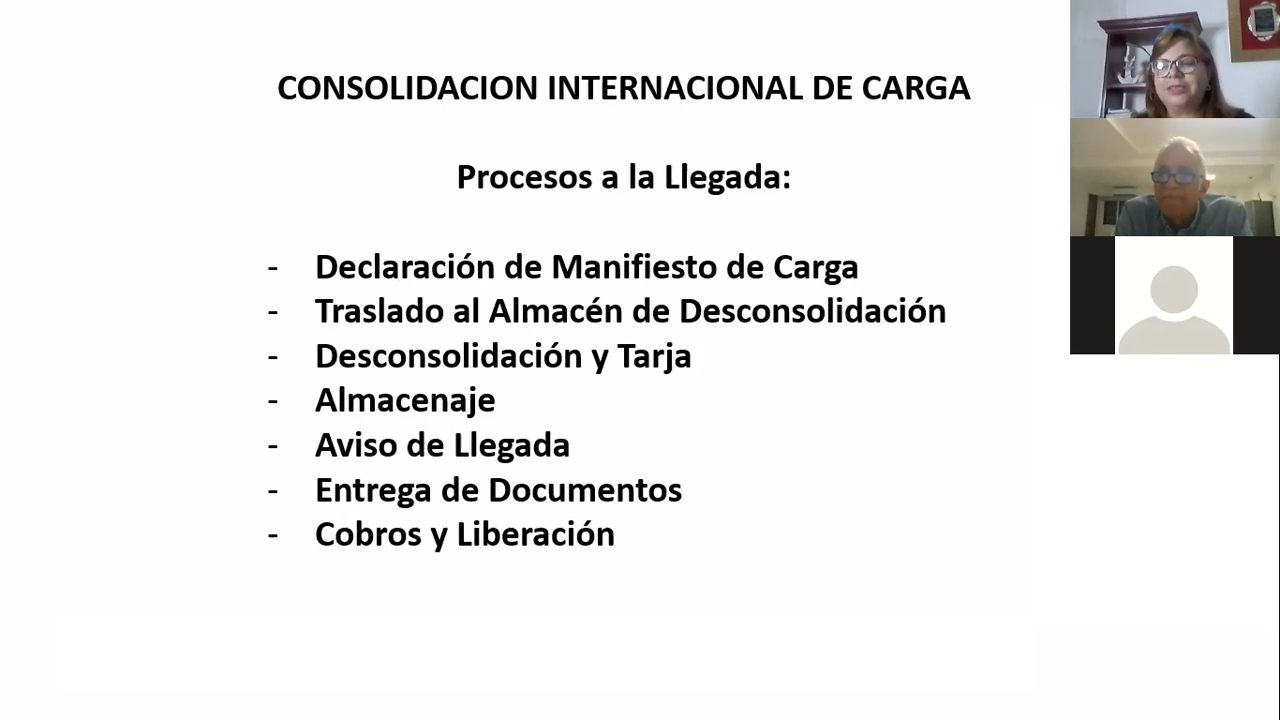 CONSOLIDACION INTERNACIONAL DE CARGA
Procesos a la Llegada:
- Declaración de Manifiesto de Carga
- Traslado al Almacén de Desconsolidación
- Desconsolidación y Tarja
- Almacenaje
- Aviso de Llegada
- Entrega de Documentos
- Cobros y Liberación